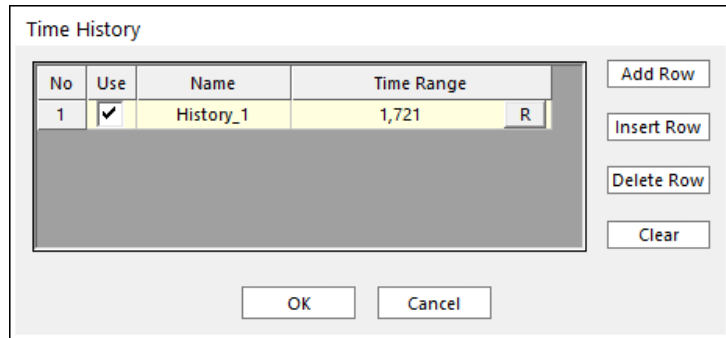 Time History
No Use Name Time Range
1 History_1 1,721 R
Add Row
Insert Row
Delete Row
Clear
OK Cancel